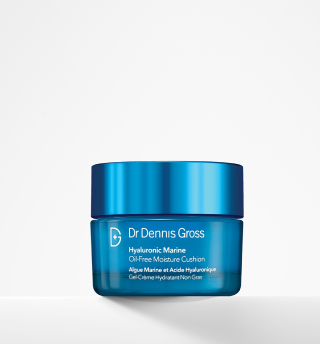 Dr Dennis Gross
Hyaluronic Marine
Oil-Free Moisture Cushion
Algue Marine et Acide Hyaluronique
Gel-Crème Hydratant Non Gras